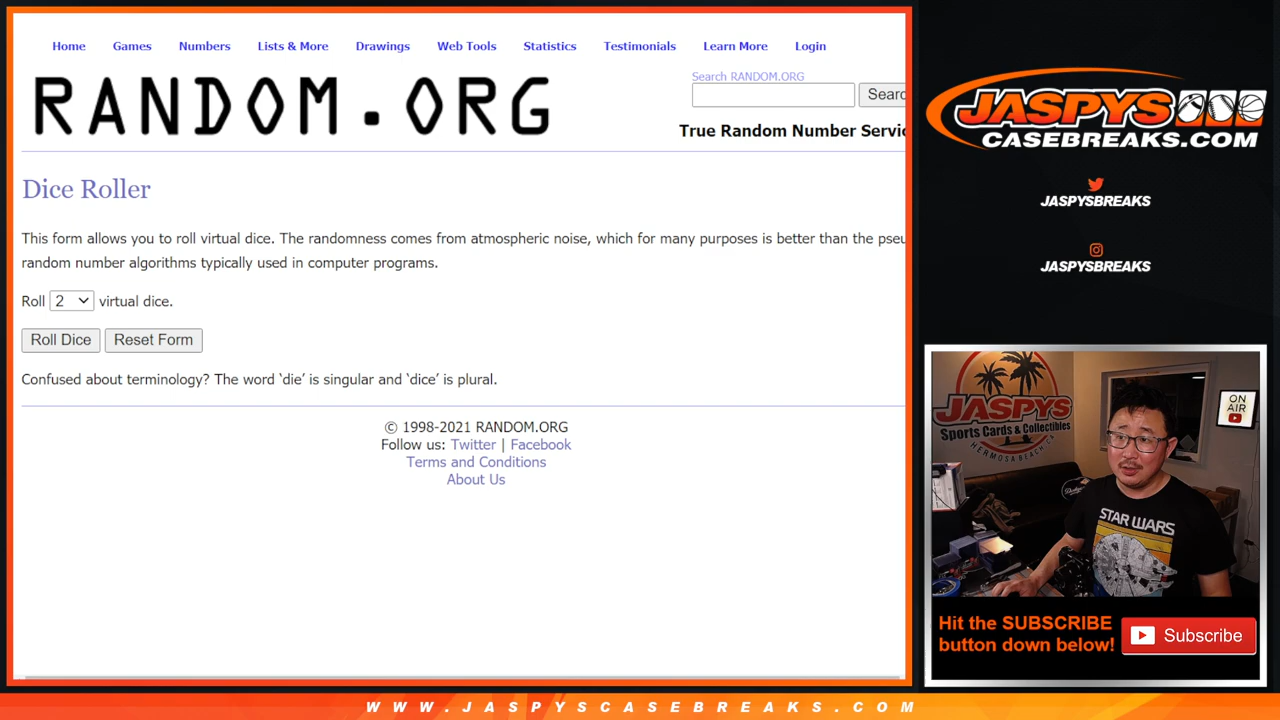 Home Games Numbers Lists & More Drawings Web Tools Statistics Testimonials Learn More Login
Search RANDOM.ORG
RANDOM.ORG
Searc
True Random Number Servic
Dice Roller
This form allows you to roll virtual dice. The randomness comes from atmospheric noise, which for many purposes is better than the pseu
random number algorithms typically used in computer programs.
Roll 2 virtual dice.
Roll Dice Reset Form
Confused about terminology? The word ‘die’ is singular and ‘dice’ is plural.
© 1998-2021 RANDOM.ORG
Follow us: Twitter | Facebook
Terms and Conditions
About Us
JASPYS
CASEBREAKS.COM
JASPYSBREAKS
JASPYSBREAKS
JASPYS
Sports Cards & Collectibles
HERMOSA BEACH, CA
ON
AIR
STAR WARS
Hit the SUBSCRIBE
button down below!
Subscribe
WWW.JASPYSCASEBREAKS.COM